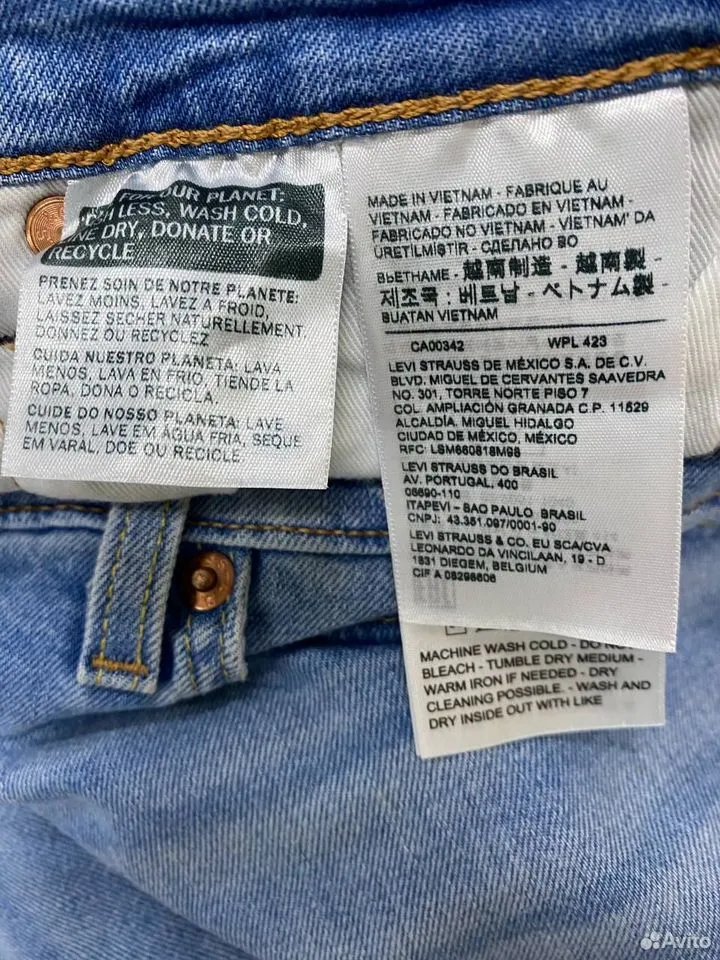 OUR PLANET:
LESS, WASH COLD,
DRY, DONATE OR
RECYCLE
PRENEZ SOIN DE NOTRE PLANETE:
LAVEZ MOINS, LAVEZ A FROID,
LAISSEZ SECHER NATURELLEMENT,
DONNEZ OU RECYCLEZ
CUIDA NUESTRO PLANETA: LAVA
MENOS, LAVA EN FRIO, TIENDE LA
ROPA, DONA O RECICLA.
CUIDE DO NOSSO PLANETA: LAVE
MENOS, LAVE EM ÁGUA FRIA, SEQUE
EM VARAL, DOE OU RECICLE.
MADE IN VIETNAM - FABRIQUE AU
VIETNAM - FABRICADO EN VIETNAM -
FABRICADO NO VIETNAM - VIETNAM' DA
ÜRETILMIŞTIR - СДЕЛАНО ВО
ВЬЕТНАМЕ - 越南制造 - 越南製 -
제조국 : 베트남 - ベトナム製 -
BUATAN VIETNAM
CA00342 WPL 423
LEVI STRAUSS DE MÉXICO S.A. DE C.V.
BLVD. MIGUEL DE CERVANTES SAAVEDRA
NO. 301, TORRE NORTE PISO 7
COL. AMPLIACIÓN GRANADA C.P. 11529
ALCALDÍA. MIGUEL HIDALGO
CIUDAD DE MÉXICO, MÉXICO
RFC: LSM660818M98
LEVI STRAUSS DO BRASIL
AV. PORTUGAL, 400
06690-110
ITAPEVI - SAO PAULO BRASIL
CNPJ: 43.351.097/0001-90
LEVI STRAUSS & CO. EU SCA/CVA
LEONARDO DA VINCILAAN, 19 - D
1831 DIEGEM, BELGIUM
CIF A 08296606
MACHINE WASH COLD - DO NOT
BLEACH - TUMBLE DRY MEDIUM -
WARM IRON IF NEEDED - DRY
CLEANING POSSIBLE. - WASH AND
DRY INSIDE OUT WITH LIKE
Avito